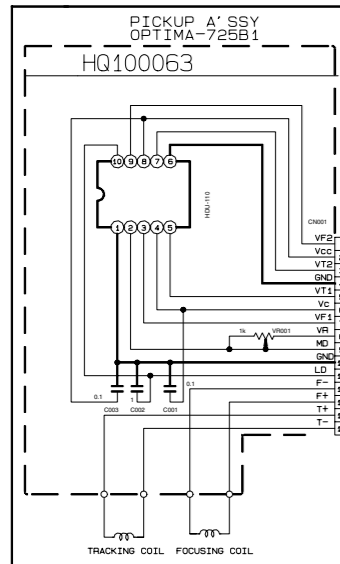 PICKUP A'SSY
OPTIMA-725B1
HQ100063
10 9 8 7 6
HOU-110
1 2 3 4 5
CN001
VF2
Vcc
VT2
GND
VT1
Vc
VF1
VR
1k VR001
MD
GND
LD
F-
0.1
F+
0.1 1
T+
C003 C002 C001
T-
TRACKING COIL FOCUSING COIL